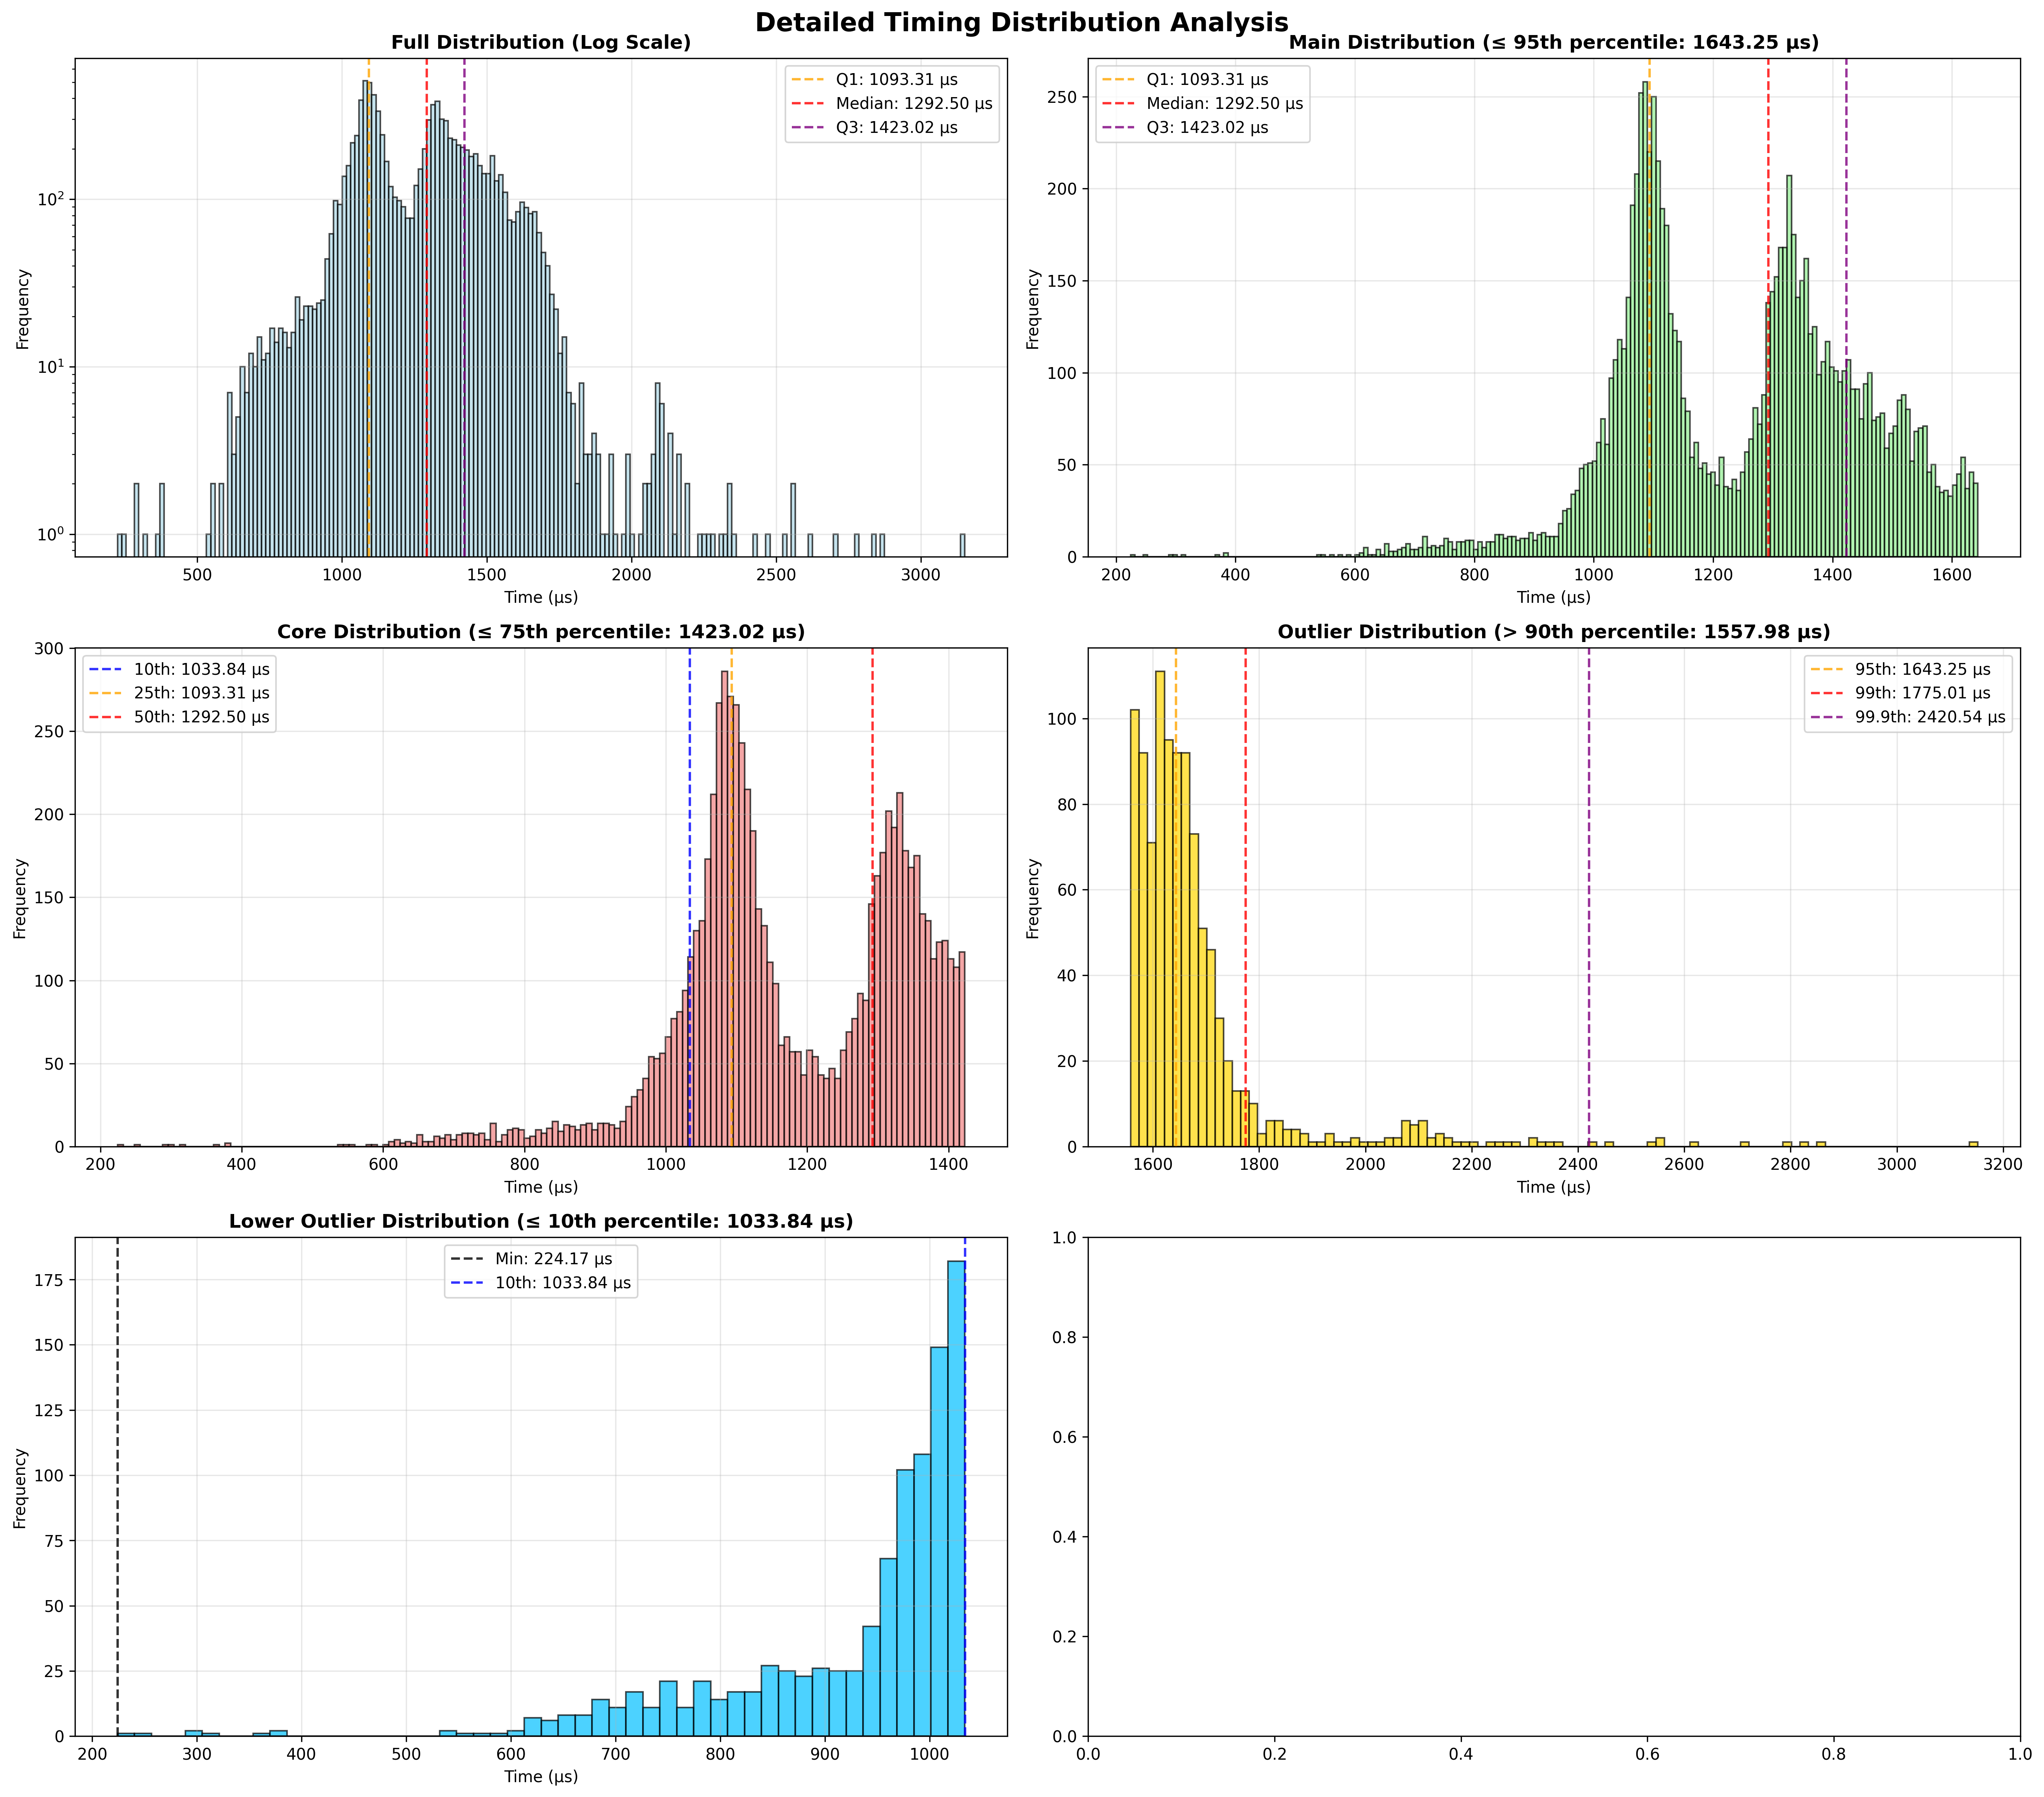 Detailed Timing Distribution Analysis
Full Distribution (Log Scale)
Frequency
10²
10¹
10⁰
Q1: 1093.31 µs
Median: 1292.50 µs
Q3: 1423.02 µs
500 1000 1500 2000 2500 3000
Time (µs)
Main Distribution (≤ 95th percentile: 1643.25 µs)
Frequency
250
200
150
100
50
0
Q1: 1093.31 µs
Median: 1292.50 µs
Q3: 1423.02 µs
200 400 600 800 1000 1200 1400 1600
Time (µs)
Core Distribution (≤ 75th percentile: 1423.02 µs)
Frequency
300
250
200
150
100
50
0
10th: 1033.84 µs
25th: 1093.31 µs
50th: 1292.50 µs
200 400 600 800 1000 1200 1400
Time (µs)
Outlier Distribution (> 90th percentile: 1557.98 µs)
Frequency
100
80
60
40
20
0
95th: 1643.25 µs
99th: 1775.01 µs
99.9th: 2420.54 µs
1600 1800 2000 2200 2400 2600 2800 3000 3200
Time (µs)
Lower Outlier Distribution (≤ 10th percentile: 1033.84 µs)
Frequency
175
150
125
100
75
50
25
0
Min: 224.17 µs
10th: 1033.84 µs
200 300 400 500 600 700 800 900 1000
Time (µs)
1.0
0.8
0.6
0.4
0.2
0.0
0.0 0.2 0.4 0.6 0.8 1.0